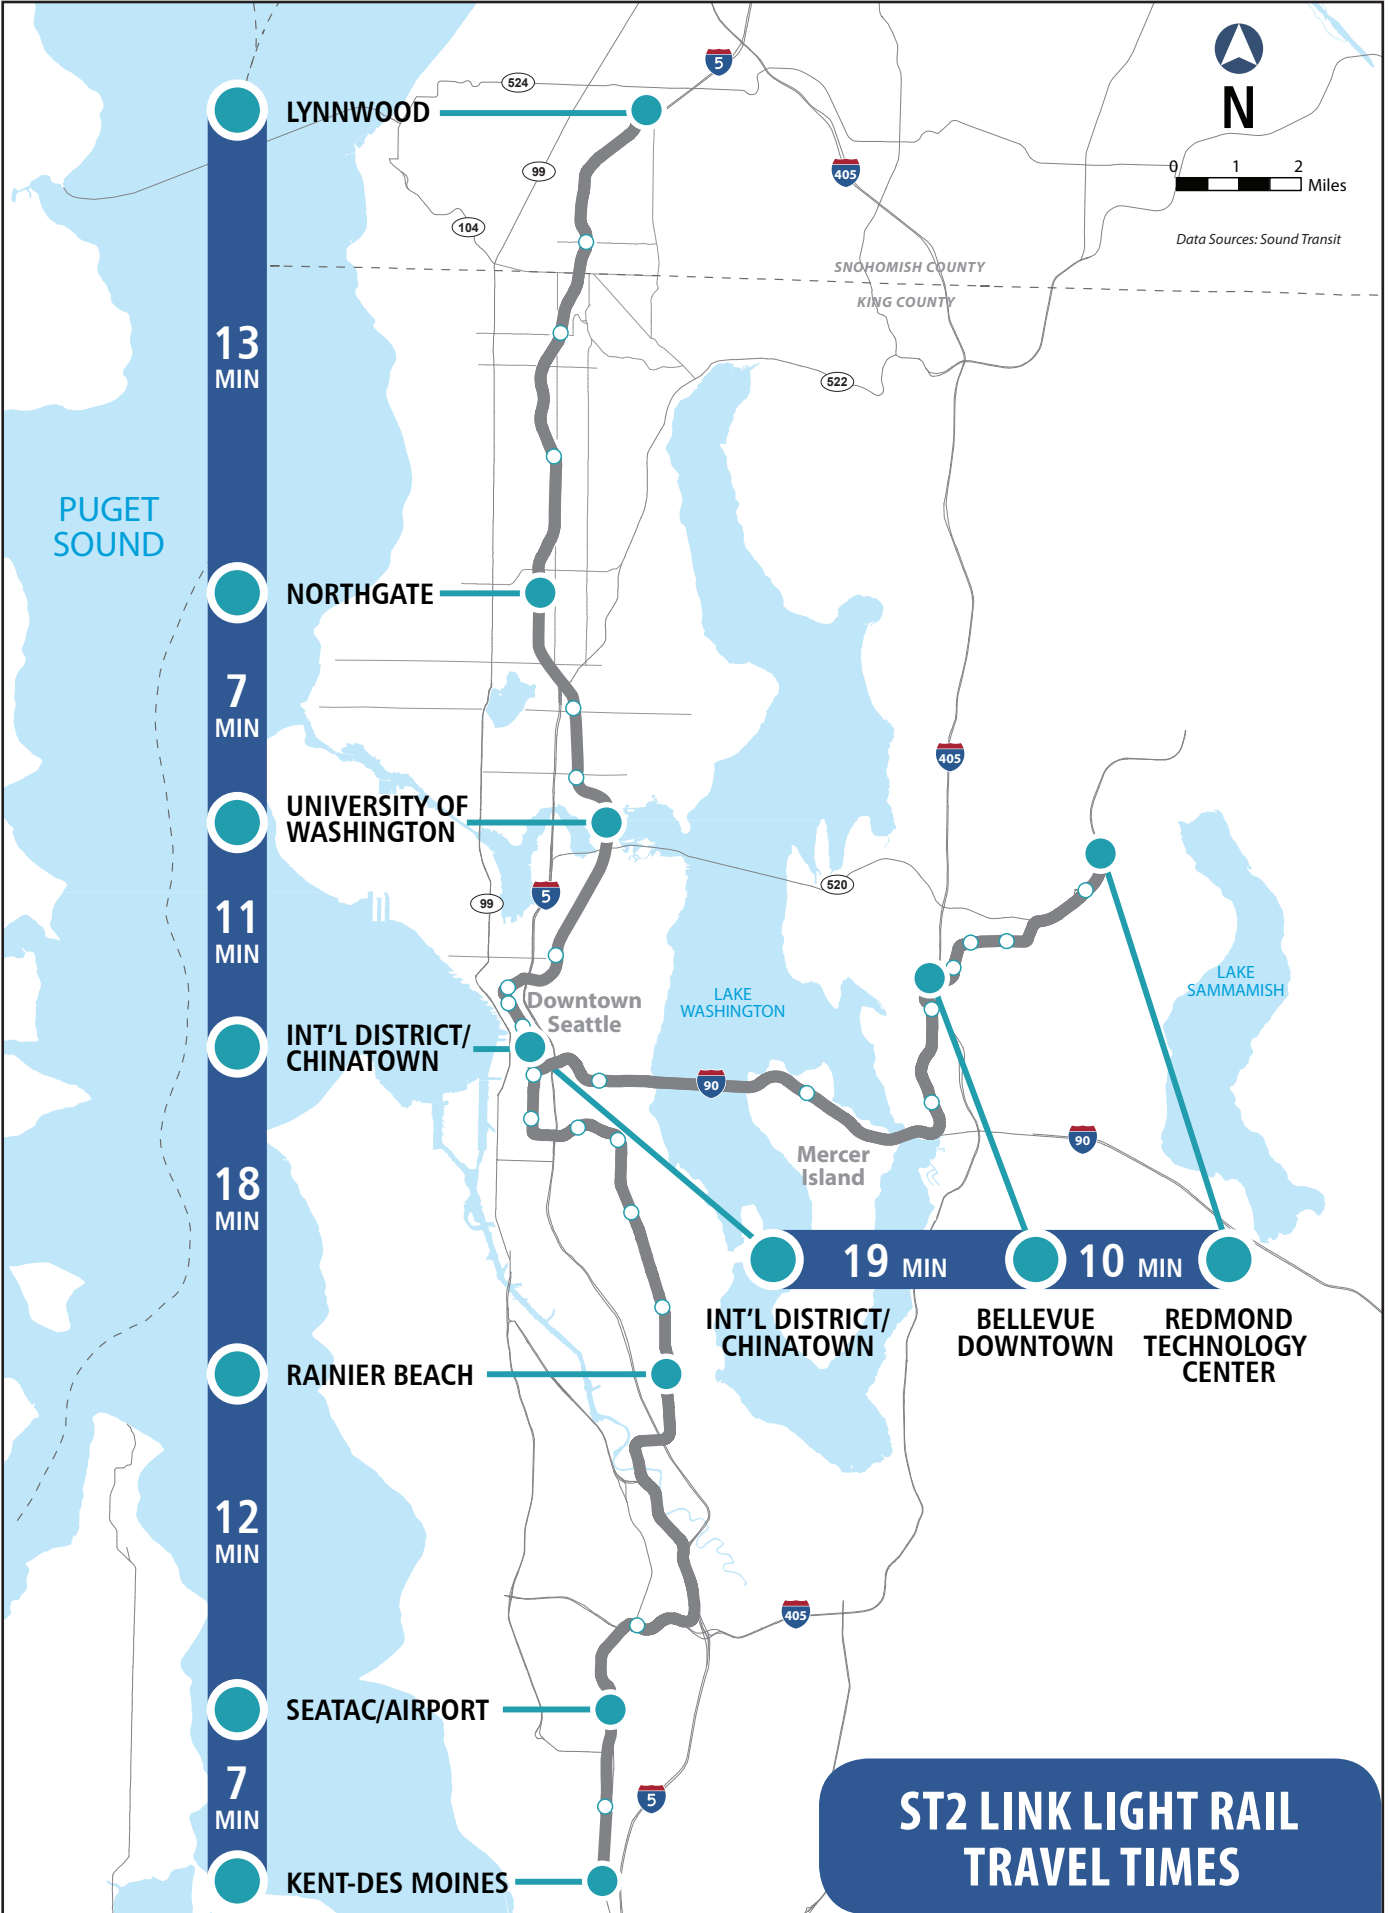 5
524
N
LYNNWOOD
99
405
0 1 2
Miles
104
Data Sources: Sound Transit
SNOHOMISH COUNTY
KING COUNTY
13
MIN
522
PUGET
SOUND
NORTHGATE
7
MIN
405
UNIVERSITY OF
WASHINGTON
520
5
99
11
MIN
LAKE
SAMMAMISH
LAKE
WASHINGTON
Downtown
Seattle
INT'L DISTRICT/
CHINATOWN
90
90
Mercer
Island
18
MIN
19 MIN
10 MIN
INT'L DISTRICT/
CHINATOWN
BELLEVUE
DOWNTOWN
REDMOND
TECHNOLOGY
CENTER
RAINIER BEACH
12
MIN
405
SEATAC/AIRPORT
7
MIN
5
KENT-DES MOINES
ST2 LINK LIGHT RAIL
TRAVEL TIMES